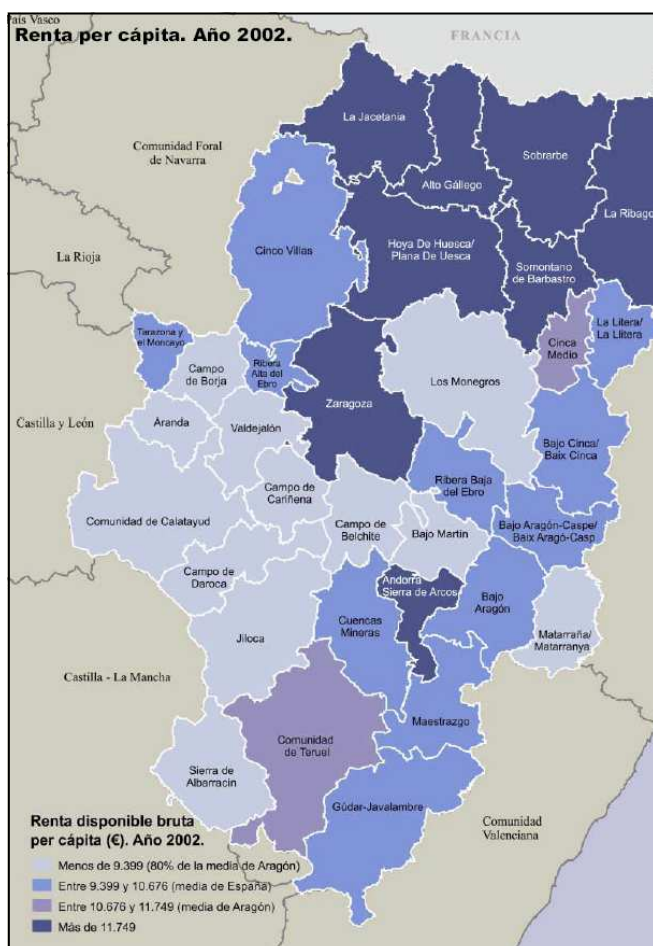 País Vasco
Renta per cápita. Año 2002.
FRANCIA
La Jacetania
Comunidad Foral
de Navarra
Sobrarbe
Alto Gállego
La Ribago
Hoya De Huesca/
Plana De Uesca
Cinco Villas
La Rioja
Somontano
de Barbastro
Tarazona y
el Moncayo
La Litera/
La Llitera
Cinca
Medio
Campo
de Borja
Ribera
Alta del
Ebro
Los Monegros
Zaragoza
Castilla y León
Aranda
Valdejalón
Bajo Cinca/
Baix Cinca
Ribera Baja
del Ebro
Campo de
Cariñena
Comunidad de Calatayud
Campo de
Belchite
Bajo Martín
Bajo Aragón-Caspe/
Baix Aragó-Casp
Campo de
Daroca
Andorra
Sierra de Arcos
Bajo
Aragón
Cuencas
Mineras
Jiloca
Matarraña/
Matarranya
Castilla - La Mancha
Maestrazgo
Comunidad
de Teruel
Sierra de
Albarracín
Gúdar-Javalambre
Comunidad
Valenciana
Renta disponible bruta
per cápita (€). Año 2002.
Menos de 9.399 (80% de la media de Aragón)
Entre 9.399 y 10.676 (media de España)
Entre 10.676 y 11.749 (media de Aragón)
Más de 11.749